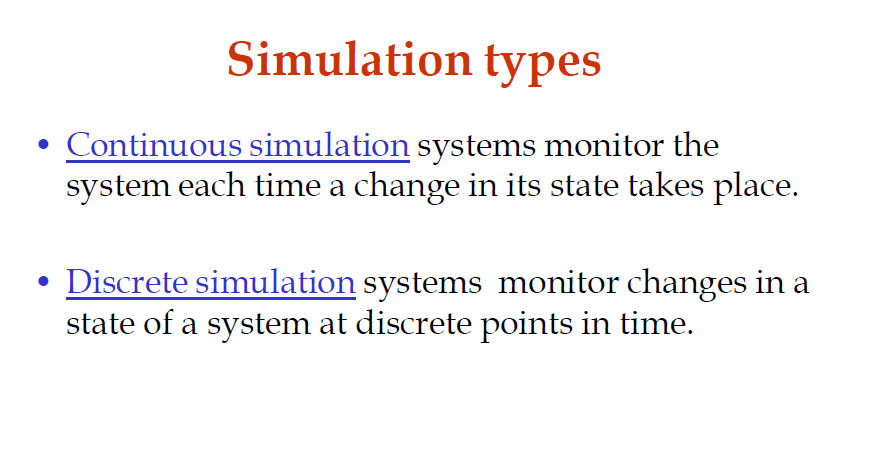 Simulation types
• Continuous simulation systems monitor the
system each time a change in its state takes place.
• Discrete simulation systems  monitor changes in a
state of a system at discrete points in time.